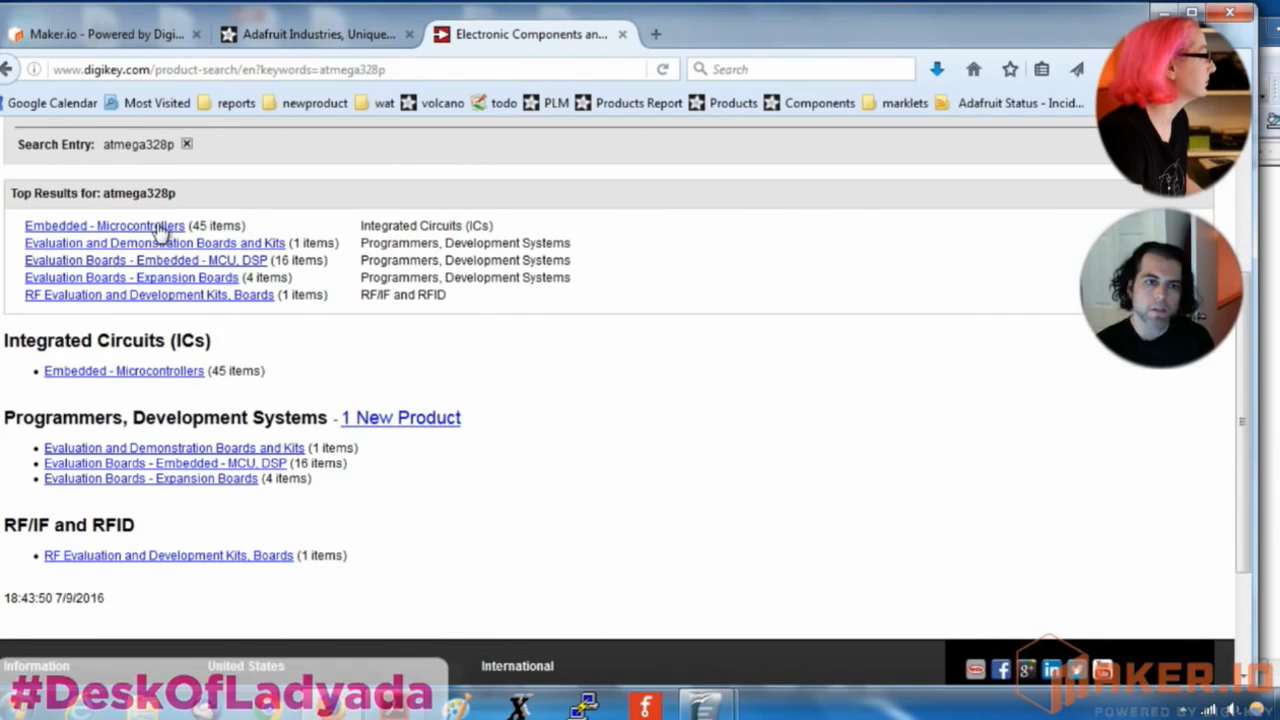 Maker.io - Powered by Digi...
Adafruit Industries, Unique...
Electronic Components an...
www.digikey.com/product-search/en?keywords=atmega328p
Search
Google Calendar Most Visited reports newproduct wat volcano todo PLM Products Report Products Components marklets Adafruit Status - Incid...
Search Entry: atmega328p
Top Results for: atmega328p
Embedded - Microcontrollers (45 items) Integrated Circuits (ICs)
Evaluation and Demonstration Boards and Kits (1 items) Programmers, Development Systems
Evaluation Boards - Embedded - MCU, DSP (16 items) Programmers, Development Systems
Evaluation Boards - Expansion Boards (4 items) Programmers, Development Systems
RF Evaluation and Development Kits, Boards (1 items) RF/IF and RFID
Integrated Circuits (ICs)
Embedded - Microcontrollers (45 items)
Programmers, Development Systems - 1 New Product
Evaluation and Demonstration Boards and Kits (1 items)
Evaluation Boards - Embedded - MCU, DSP (16 items)
Evaluation Boards - Expansion Boards (4 items)
RF/IF and RFID
RF Evaluation and Development Kits, Boards (1 items)
18:43:50 7/9/2016
Information United States International
#DeskOfLadyada
MAKER.IO
POWERED BY DIGI-KEY